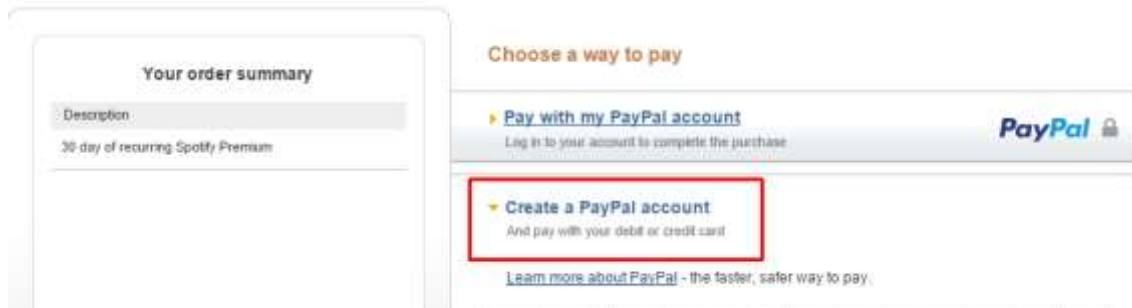 Your order summary
Description
30 day of recurring Spotify Premium
Choose a way to pay
Pay with my PayPal account
Log in to your account to complete the purchase
PayPal
Create a PayPal account
And pay with your debit or credit card
Learn more about PayPal - the faster, safer way to pay.